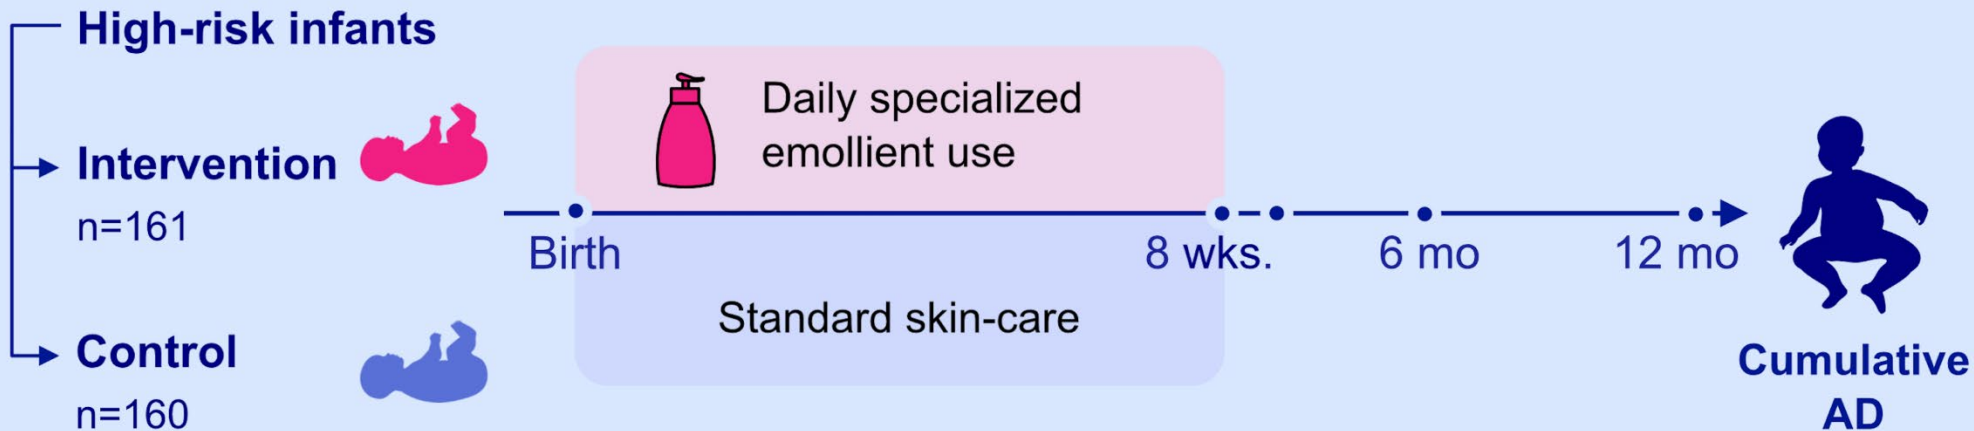 High-risk infants
Intervention
n=161
Control
n=160
Daily specialized
emollient use
Birth
8 wks.
6 mo
12 mo
Standard skin-care
Cumulative
AD